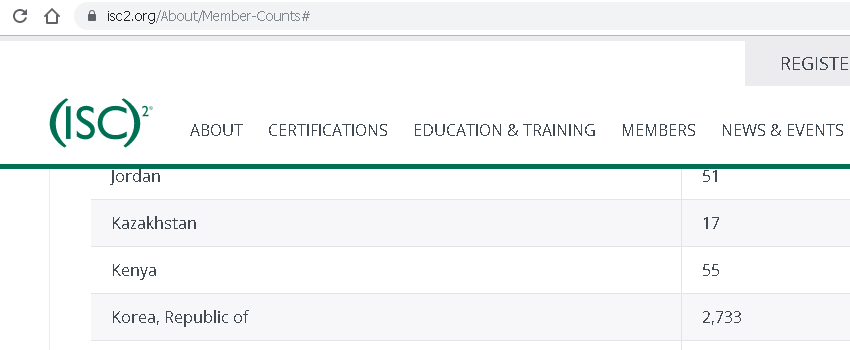 isc2.org/About/Member-Counts#
REGISTE
(ISC)²®
ABOUT CERTIFICATIONS EDUCATION & TRAINING MEMBERS NEWS & EVENTS
Jordan 51
Kazakhstan 17
Kenya 55
Korea, Republic of 2,733